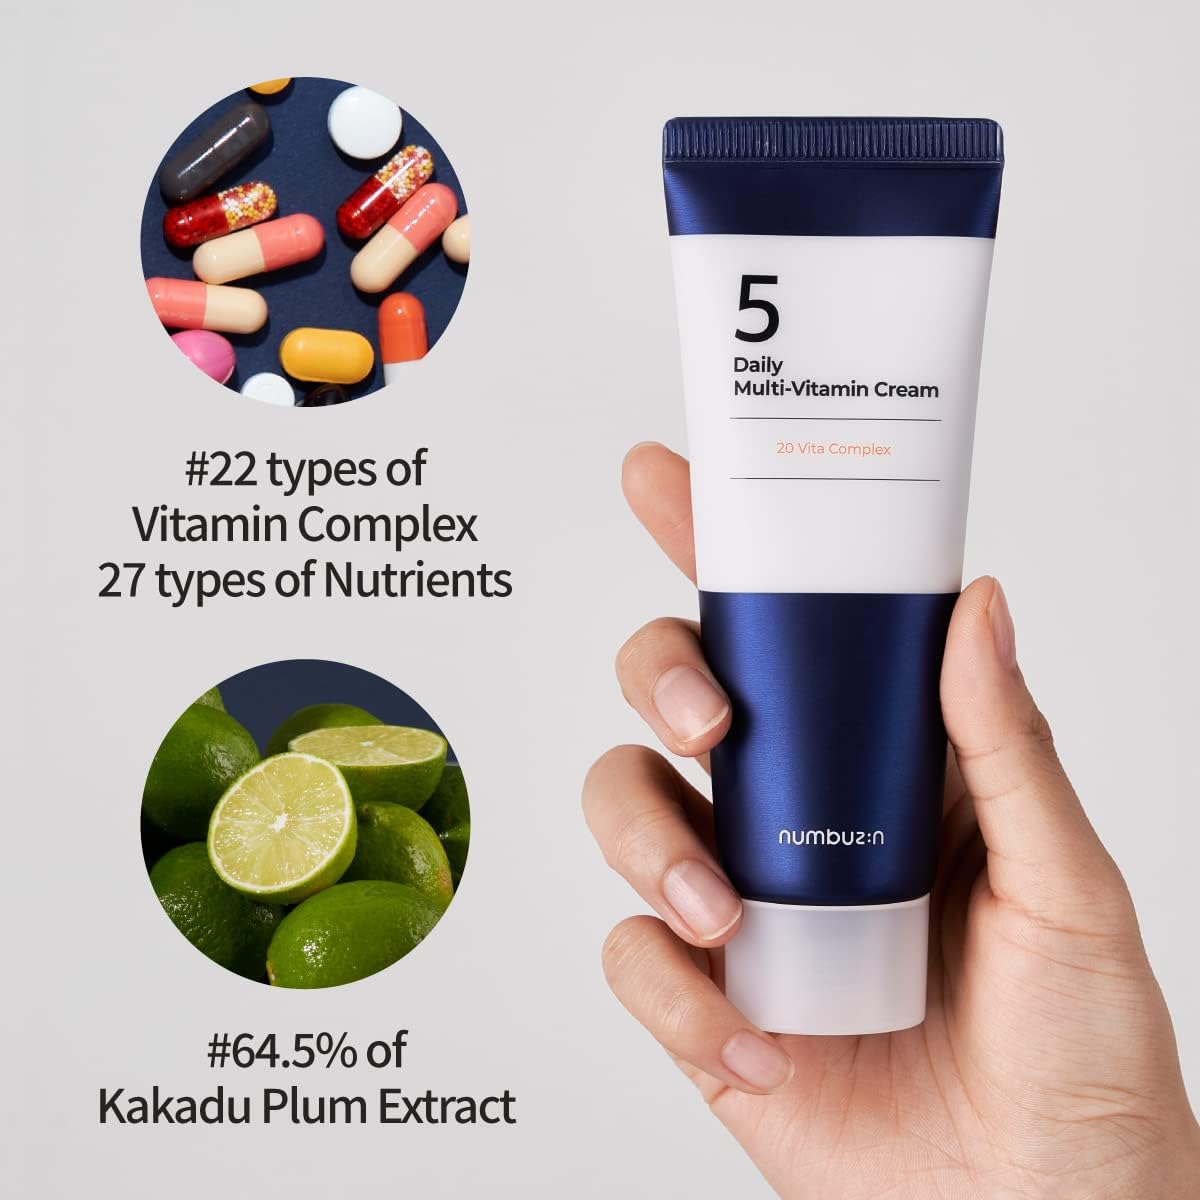 #22 types of
Vitamin Complex
27 types of Nutrients
#64.5% of
Kakadu Plum Extract
5
Daily
Multi-Vitamin Cream
20 Vita Complex
numbuz:n